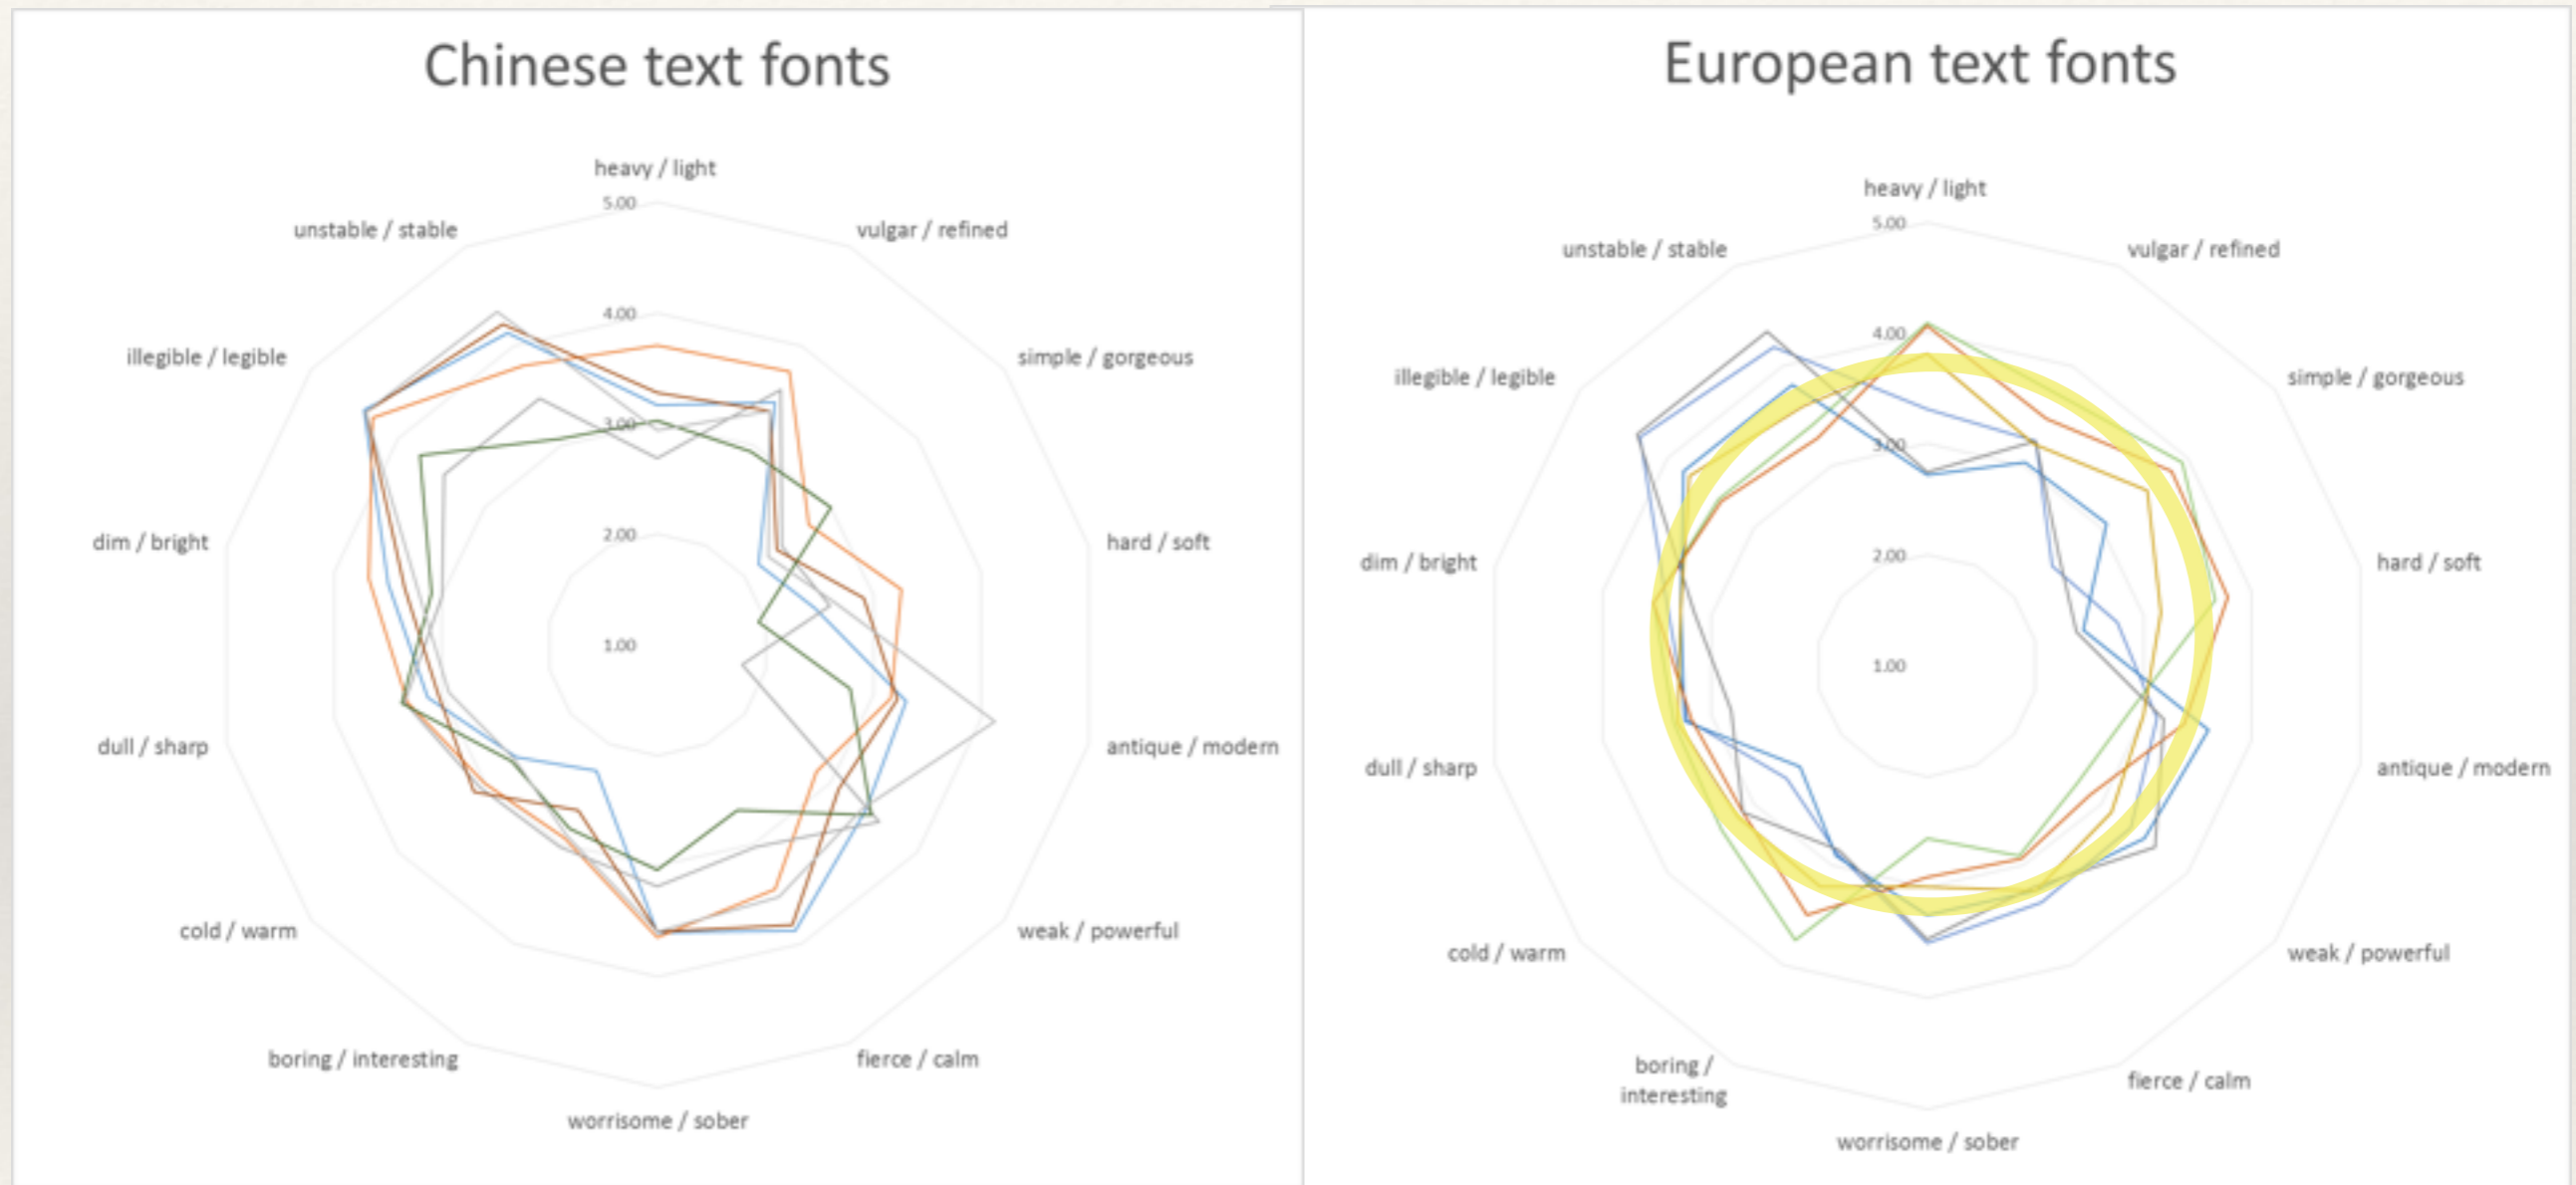 Chinese text fonts
heavy / light
5.00
unstable / stable
vulgar / refined
4.00
illegible / legible
simple / gorgeous
3.00
dim / bright
2.00
hard / soft
1.00
dull / sharp
antique / modern
cold / warm
weak / powerful
boring / interesting
fierce / calm
worrisome / sober
European text fonts
heavy / light
5.00
unstable / stable
vulgar / refined
4.00
illegible / legible
simple / gorgeous
3.00
dim / bright
2.00
hard / soft
1.00
dull / sharp
antique / modern
cold / warm
weak / powerful
boring /
interesting
fierce / calm
worrisome / sober